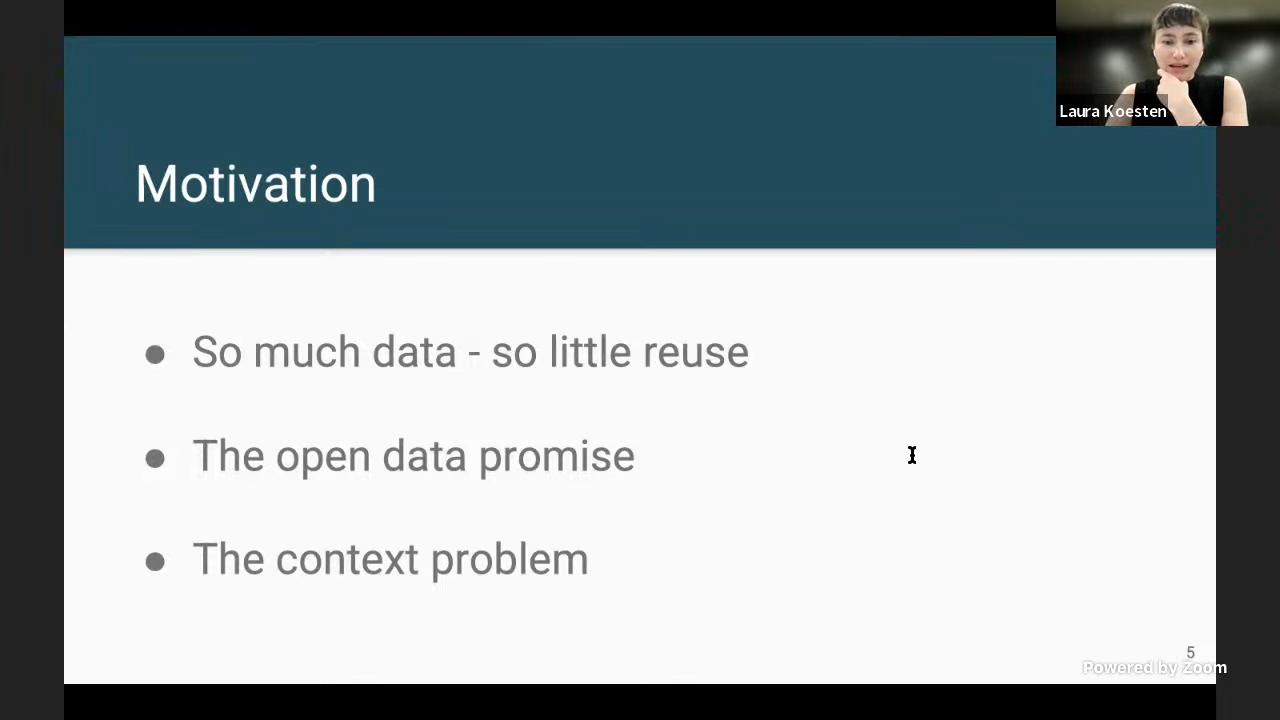 Laura Koesten
Motivation
● So much data - so little reuse
● The open data promise
● The context problem
5
Powered by Zoom